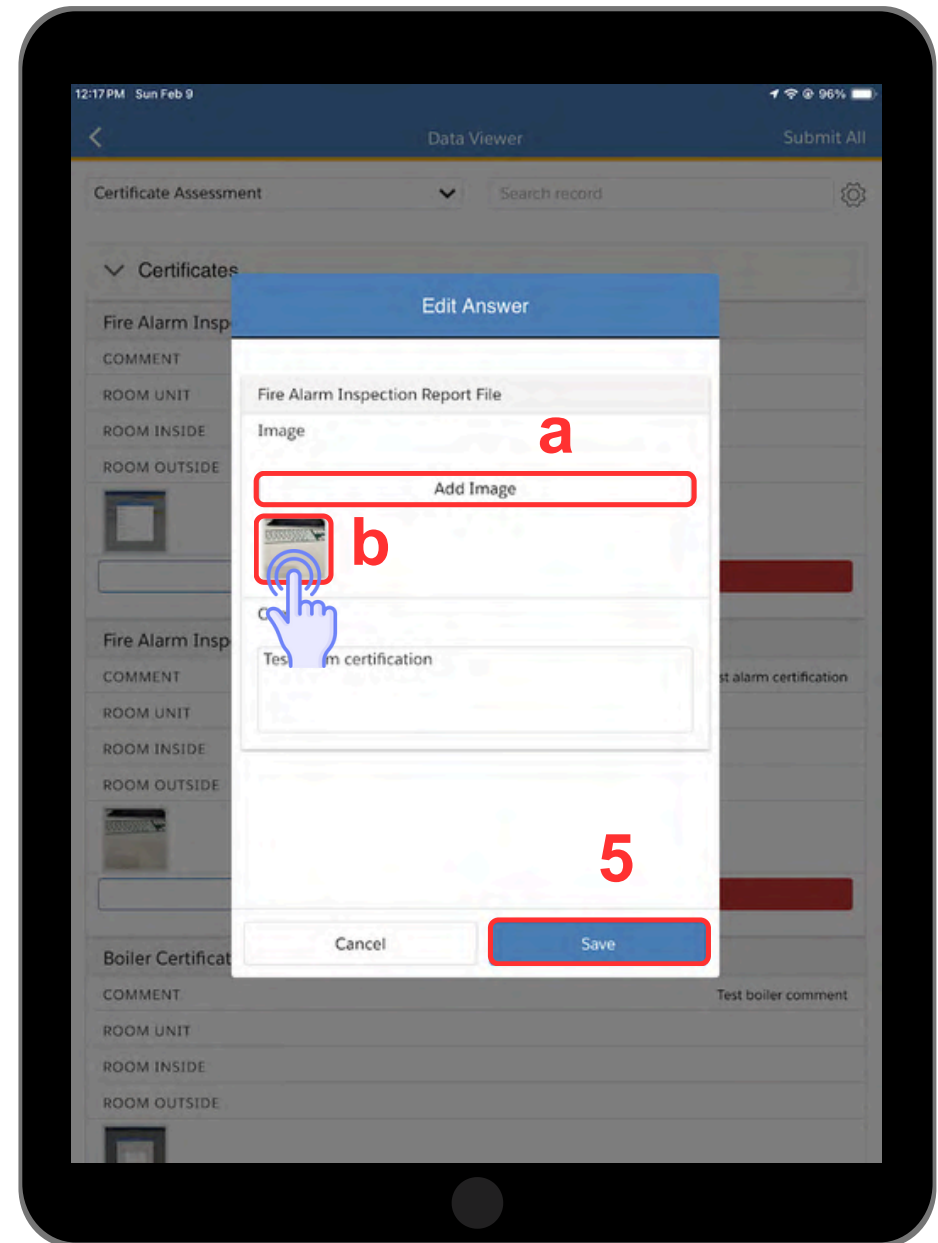 12:17 PM Sun Feb 9 96%
Data Viewer Submit All
Certificate Assessment Search record
Certificates
Edit Answer
Fire Alarm Insp
COMMENT
ROOM UNIT
Fire Alarm Inspection Report File
ROOM INSIDE
Image
a
ROOM OUTSIDE
Add Image
b
Fire Alarm Insp
Tes m certification
COMMENT
st alarm certification
ROOM UNIT
ROOM INSIDE
ROOM OUTSIDE
5
Cancel Save
Boiler Certificat
COMMENT Test boiler comment
ROOM UNIT
ROOM INSIDE
ROOM OUTSIDE